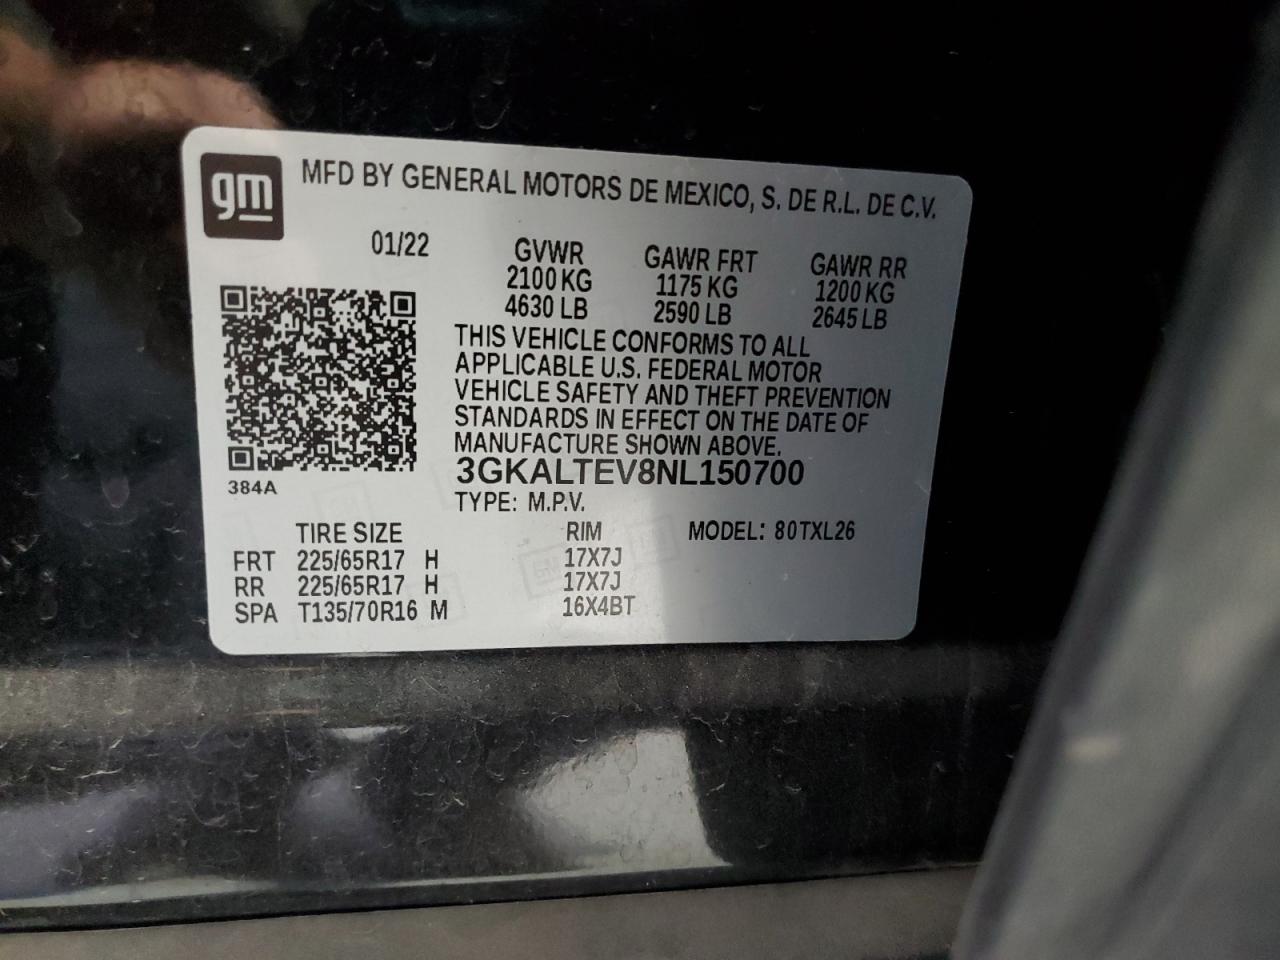 gm MFD BY GENERAL MOTORS DE MEXICO, S. DE R.L. DE C.V.
01/22 GVWR GAWR FRT GAWR RR
2100 KG 1175 KG 1200 KG
4630 LB 2590 LB 2645 LB
THIS VEHICLE CONFORMS TO ALL
APPLICABLE U.S. FEDERAL MOTOR
VEHICLE SAFETY AND THEFT PREVENTION
STANDARDS IN EFFECT ON THE DATE OF
MANUFACTURE SHOWN ABOVE.
3GKALTEV8NL150700
384A
TYPE: M.P.V.
TIRE SIZE RIM MODEL: 80TXL26
FRT 225/65R17 H 17X7J
RR 225/65R17 H 17X7J
SPA T135/70R16 M 16X4BT